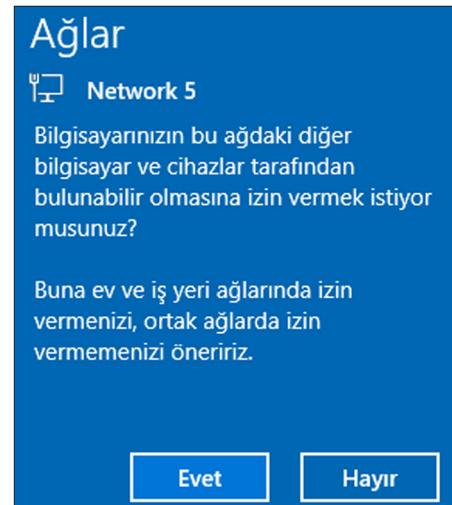 Ağlar
Network 5
Bilgisayarınızın bu ağdaki diğer
bilgisayar ve cihazlar tarafından
bulunabilir olmasına izin vermek istiyor
musunuz?
Buna ev ve iş yeri ağlarında izin
vermenizi, ortak ağlarda izin
vermemenizi öneririz.
Evet
Hayır